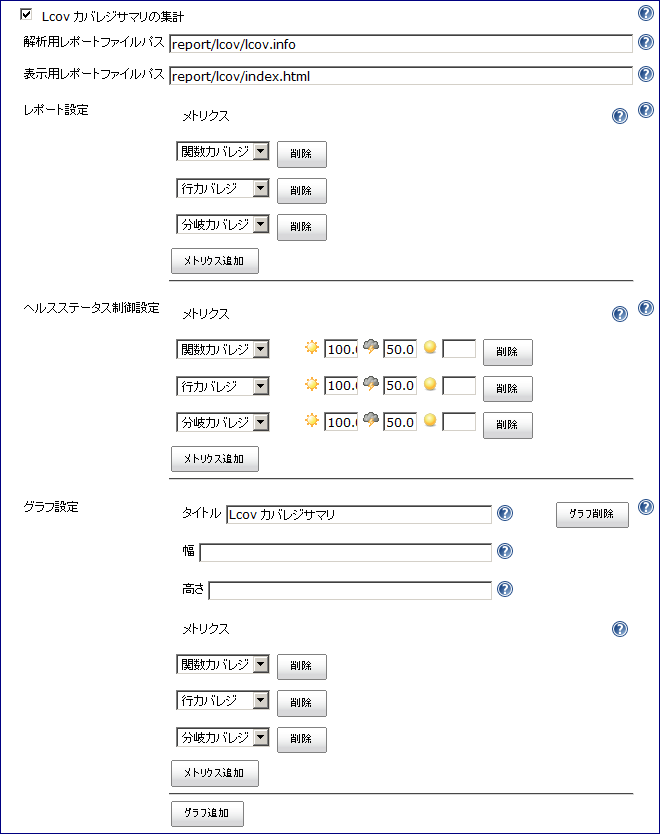 Lcov カバレジサマリの集計
解析用レポートファイルパス report/lcov/lcov.info
表示用レポートファイルパス report/lcov/index.html
レポート設定 メトリクス
関数カバレジ 削除
行カバレジ 削除
分岐カバレジ 削除
メトリクス追加
ヘルスステータス制御設定 メトリクス
関数カバレジ 100.0 50.0 削除
行カバレジ 100.0 50.0 削除
分岐カバレジ 100.0 50.0 削除
メトリクス追加
グラフ設定 タイトル Lcov カバレジサマリ グラフ削除
幅
高さ
メトリクス
関数カバレジ 削除
行カバレジ 削除
分岐カバレジ 削除
メトリクス追加
グラフ追加